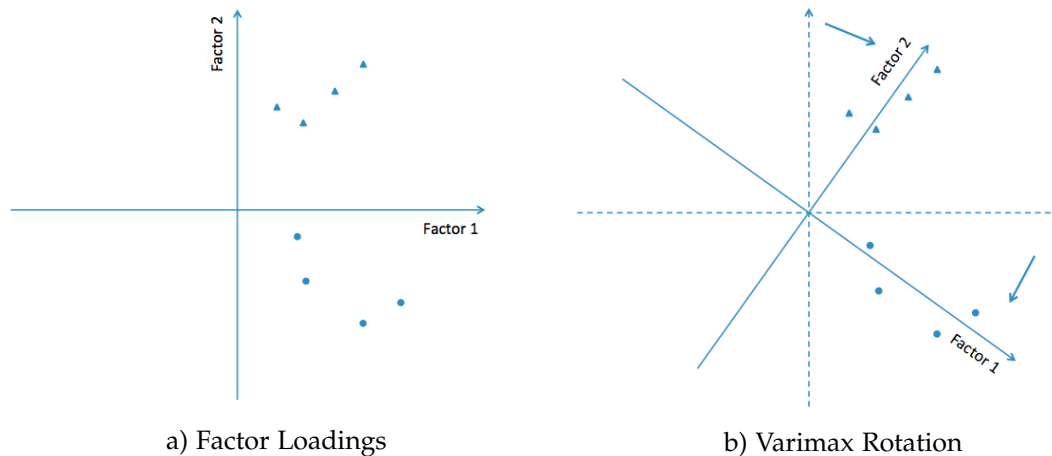 Factor 2
Factor 1
a) Factor Loadings
Factor 2
Factor 1
b) Varimax Rotation